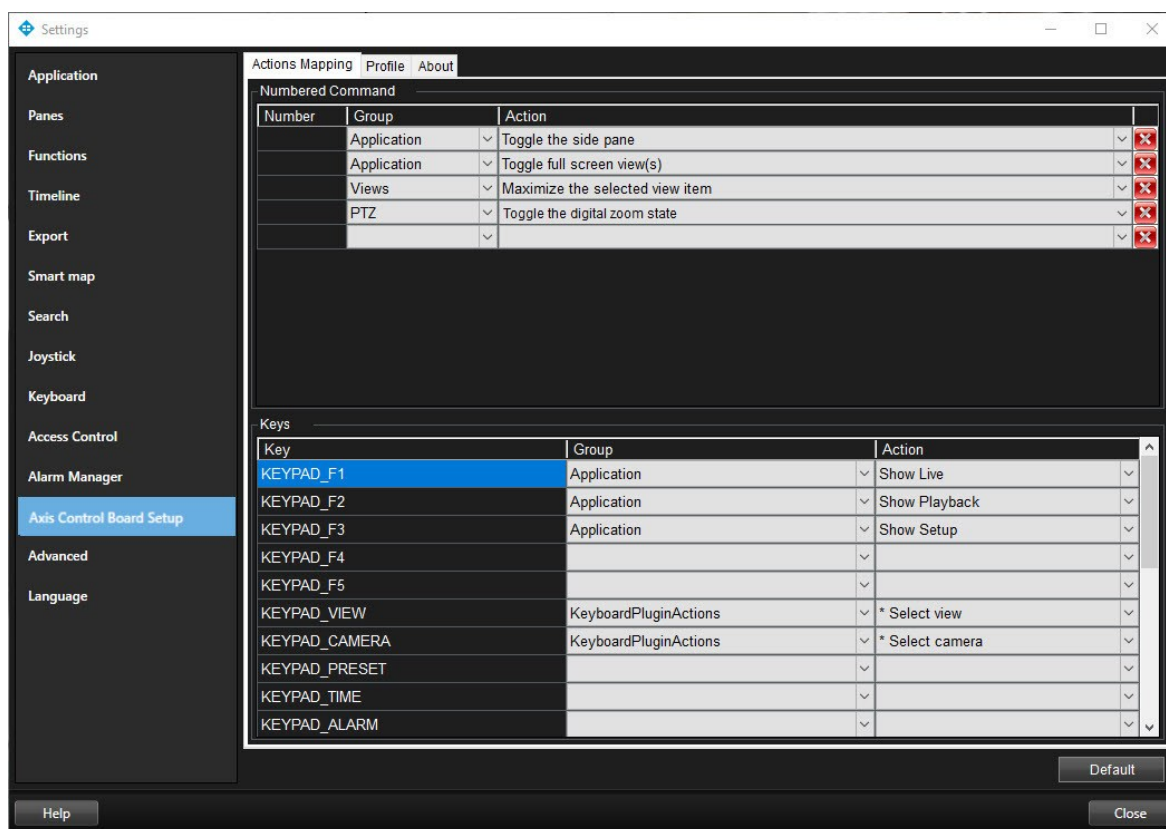 Settings
Application
Panes
Functions
Timeline
Export
Smart map
Search
Joystick
Keyboard
Access Control
Alarm Manager
Axis Control Board Setup
Advanced
Language
Actions Mapping Profile About
Numbered Command
Number Group Action
Application Toggle the side pane
Application Toggle full screen view(s)
Views Maximize the selected view item
PTZ Toggle the digital zoom state
Keys
Key Group Action
KEYPAD_F1 Application Show Live
KEYPAD_F2 Application Show Playback
KEYPAD_F3 Application Show Setup
KEYPAD_F4
KEYPAD_F5
KEYPAD_VIEW KeyboardPluginActions * Select view
KEYPAD_CAMERA KeyboardPluginActions * Select camera
KEYPAD_PRESET
KEYPAD_TIME
KEYPAD_ALARM
Default
Help Close